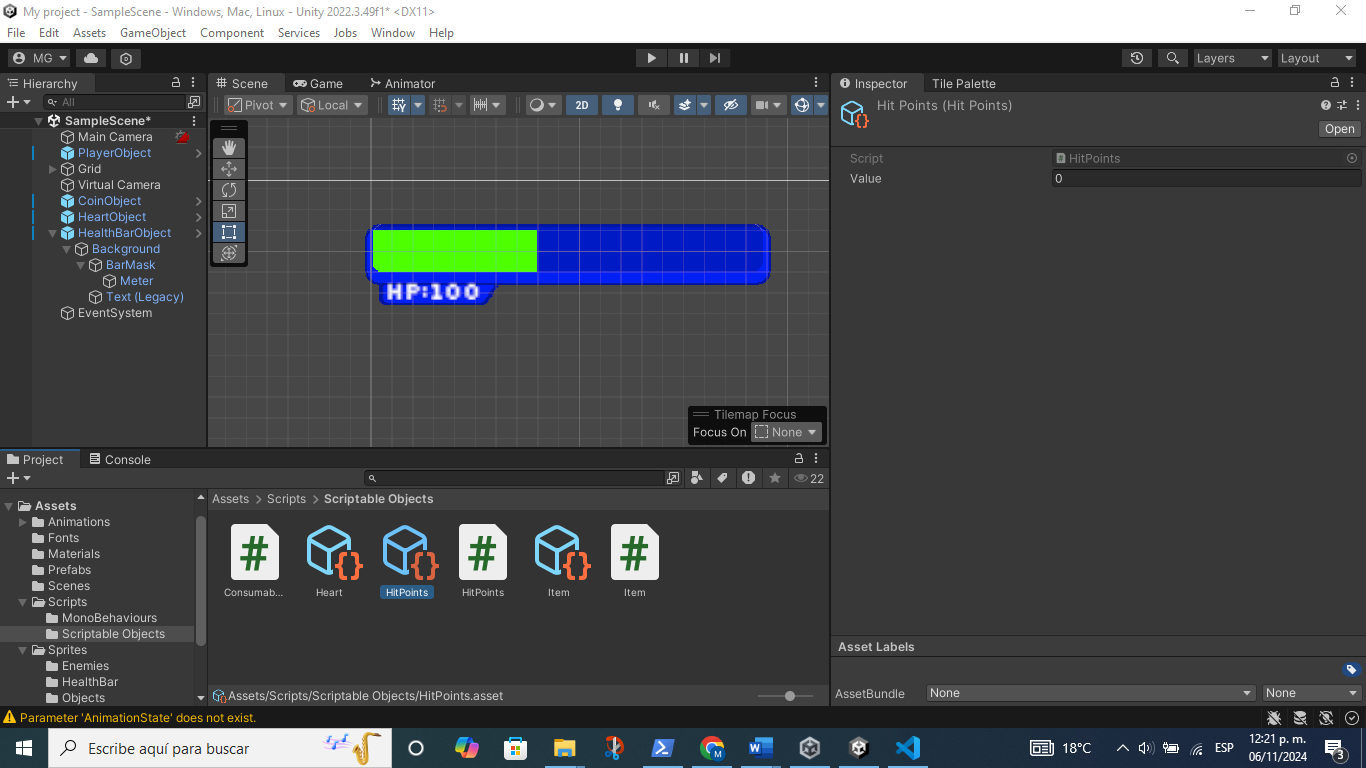 My project - SampleScene - Windows, Mac, Linux - Unity 2022.3.49f1* <DX11>
File Edit Assets GameObject Component Services Jobs Window Help
MG Layers Layout
Hierarchy
All
SampleScene*
Main Camera
PlayerObject
Grid
Virtual Camera
CoinObject
HeartObject
HealthBarObject
Background
BarMask
Meter
Text (Legacy)
EventSystem
Scene Game Animator
Pivot Local 2D
HP:100
Tilemap Focus
Focus On None
Inspector Tile Palette
Hit Points (Hit Points)
Open
Script HitPoints
Value 0
Asset Labels
AssetBundle None None
Project Console
22
Assets
Animations
Fonts
Materials
Prefabs
Scenes
Scripts
MonoBehaviours
Scriptable Objects
Sprites
Enemies
HealthBar
Objects
Assets > Scripts > Scriptable Objects
Consumab... Heart HitPoints HitPoints Item Item
Assets/Scripts/Scriptable Objects/HitPoints.asset
Parameter 'AnimationState' does not exist.
Escribe aquí para buscar
18°C
ESP
12:21 p. m.
06/11/2024
3